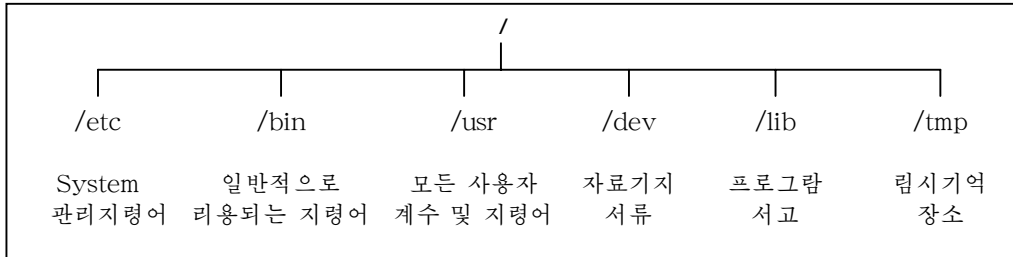 /
/etc /bin /usr /dev /lib /tmp
System 일반적으로 모든 사용자 자료기지 프로그람 림시기억
관리지령어 리용되는 지령어 계수 및 지령어 서류 서고 장소